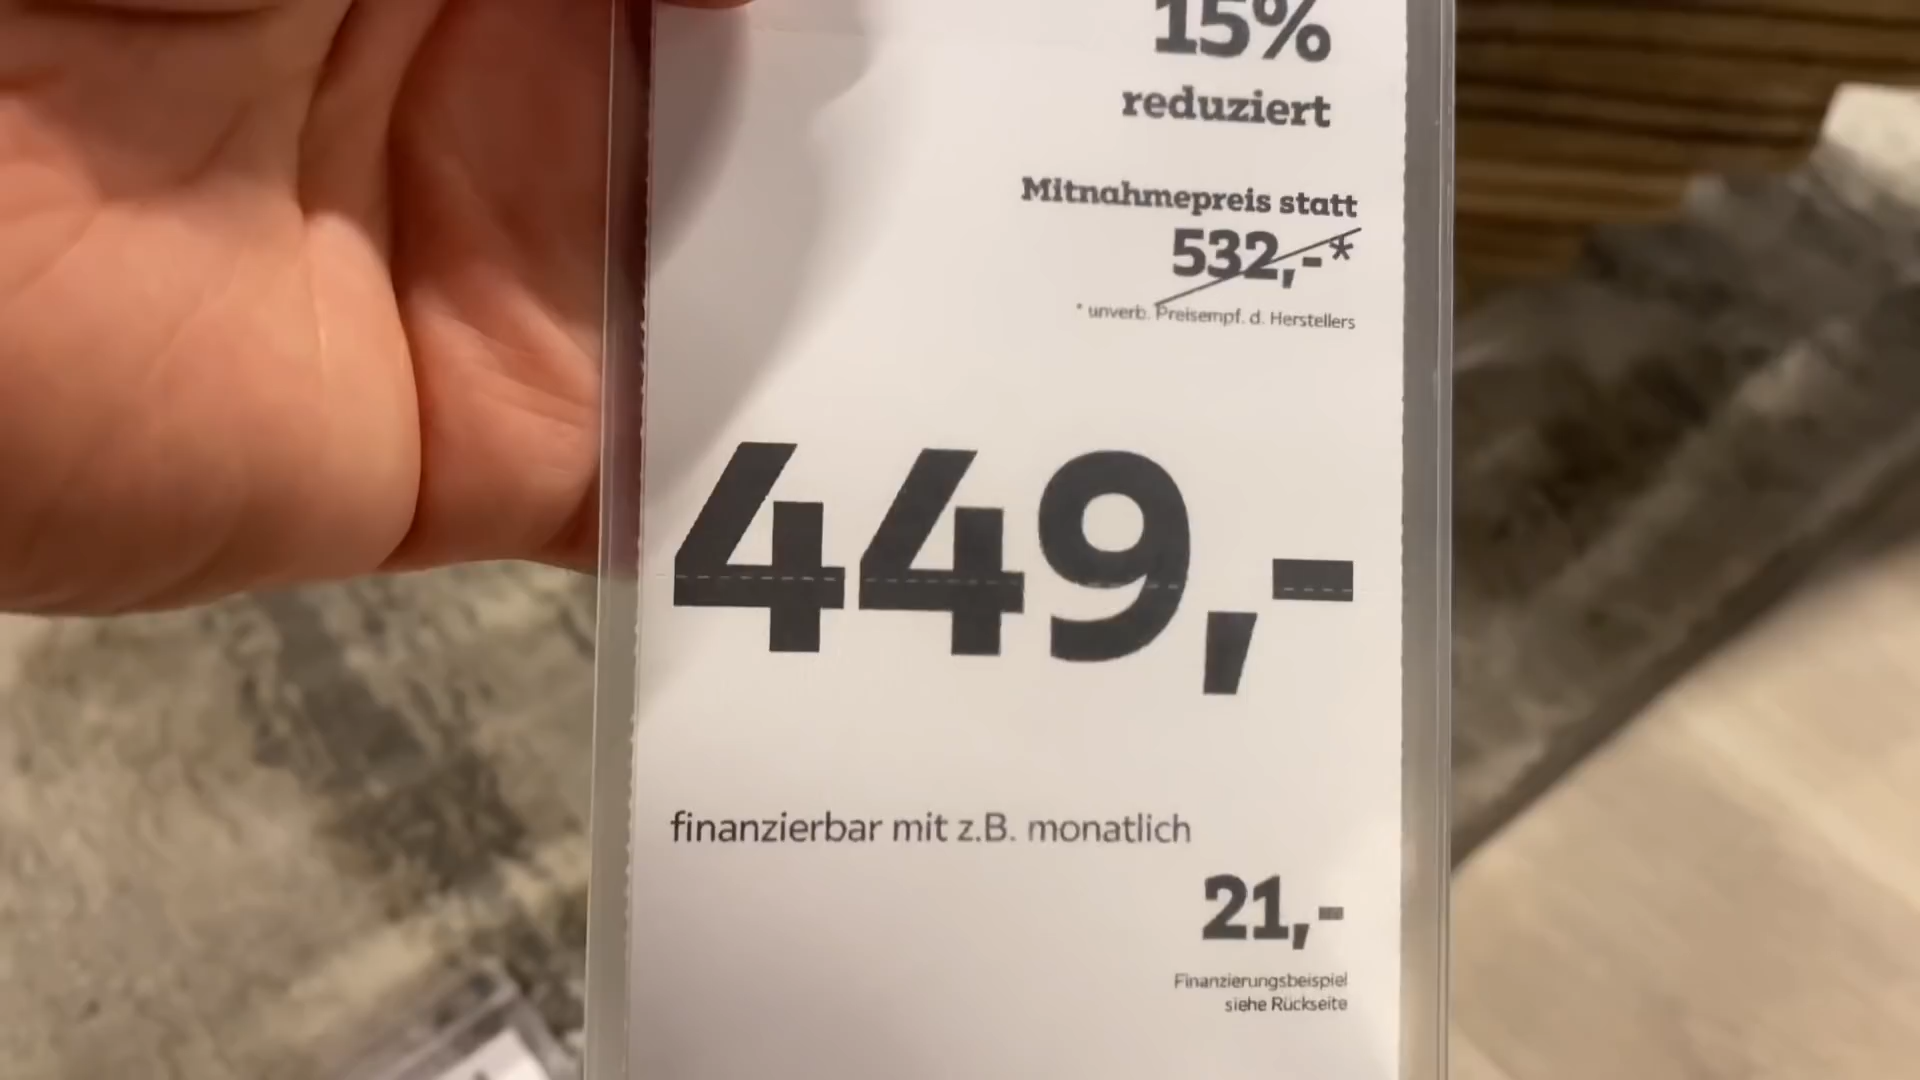 15%
reduziert
Mitnahmepreis statt
532,-*
* unverb. Preisempf. d. Herstellers
449,-
finanzierbar mit z.B. monatlich
21,-
Finanzierungsbeispiel
siehe Rückseite